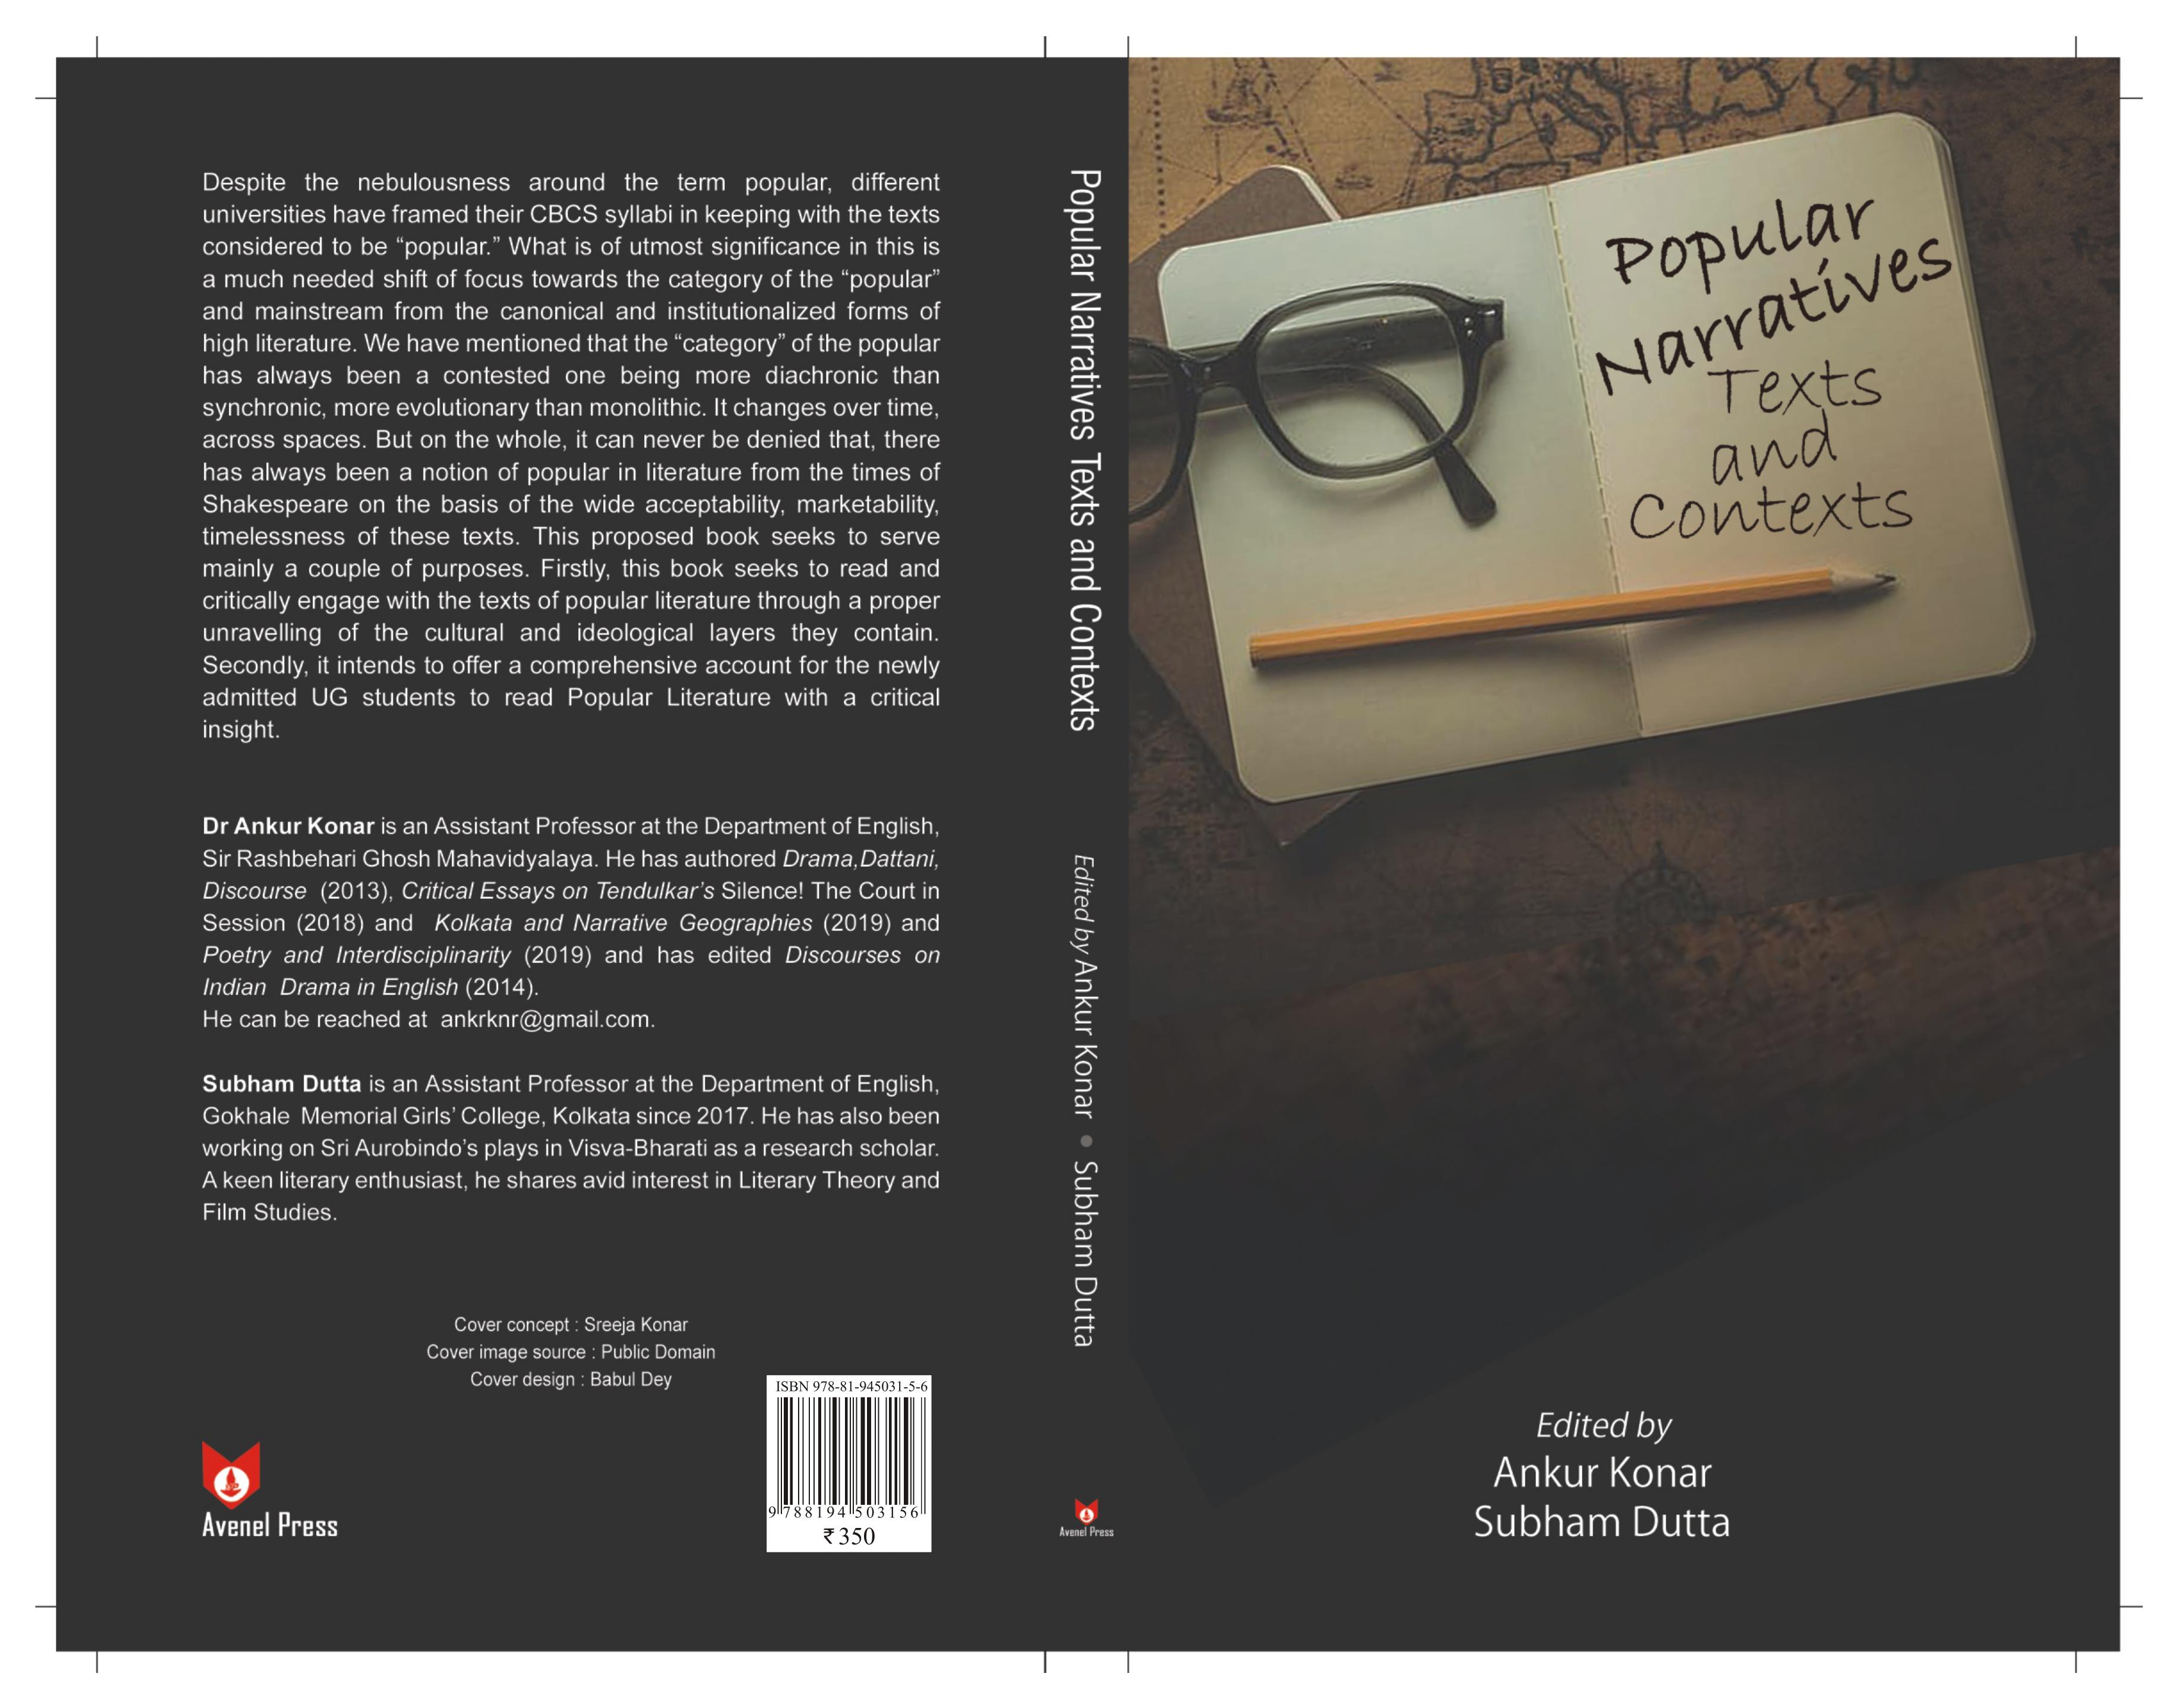 Despite the nebulousness around the term popular, different
universities have framed their CBCS syllabi in keeping with the texts
considered to be “popular.” What is of utmost significance in this is
a much needed shift of focus towards the category of the “popular”
and mainstream from the canonical and institutionalized forms of
high literature. We have mentioned that the “category” of the popular
has always been a contested one being more diachronic than
synchronic, more evolutionary than monolithic. It changes over time,
across spaces. But on the whole, it can never be denied that, there
has always been a notion of popular in literature from the times of
Shakespeare on the basis of the wide acceptability, marketability,
timelessness of these texts. This proposed book seeks to serve
mainly a couple of purposes. Firstly, this book seeks to read and
critically engage with the texts of popular literature through a proper
unravelling of the cultural and ideological layers they contain.
Secondly, it intends to offer a comprehensive account for the newly
admitted UG students to read Popular Literature with a critical
insight.
Dr Ankur Konar is an Assistant Professor at the Department of English,
Sir Rashbehari Ghosh Mahavidyalaya. He has authored Drama,Dattani,
Discourse (2013), Critical Essays on Tendulkar’s Silence! The Court in
Session (2018) and Kolkata and Narrative Geographies (2019) and
Poetry and Interdisciplinarity (2019) and has edited Discourses on
Indian Drama in English (2014).
He can be reached at ankrknr@gmail.com.
Subham Dutta is an Assistant Professor at the Department of English,
Gokhale Memorial Girls’ College, Kolkata since 2017. He has also been
working on Sri Aurobindo’s plays in Visva-Bharati as a research scholar.
A keen literary enthusiast, he shares avid interest in Literary Theory and
Film Studies.
Cover concept : Sreeja Konar
Cover image source : Public Domain
Cover design : Babul Dey
ISBN 978-81-945031-5-6
9 788194 503156
₹ 350
Avenel Press
Popular Narratives Texts and Contexts
Edited by Ankur Konar • Subham Dutta
Avenel Press
Popular
Narratives
Texts
and
Contexts
Edited by
Ankur Konar
Subham Dutta